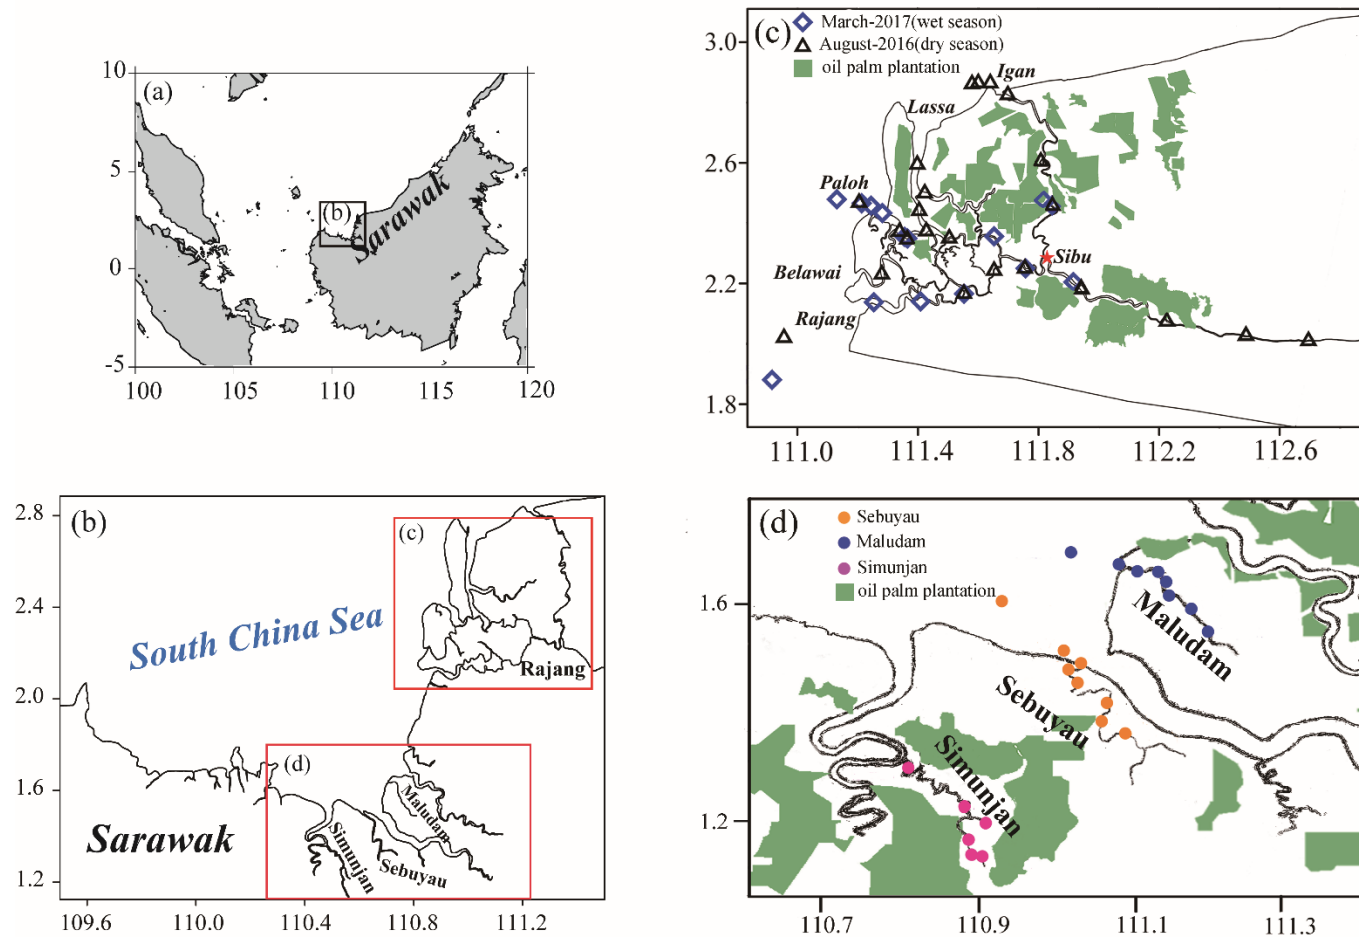 (a)
10
5
0
-5
100
105
110
115
120
(b)
Sarawak
(c)
March-2017(wet season)
August-2016(dry season)
oil palm plantation
3.0
2.6
2.2
1.8
111.0
111.4
111.8
112.2
112.6
Igan
Lassa
Paloh
Sibu
Belawai
Rajang
(b)
2.8
2.4
2.0
1.6
1.2
109.6
110.0
110.4
110.8
111.2
(c)
South China Sea
Rajang
(d)
Maludam
Simunjan
Sebuyau
Sarawak
(d)
Sebuyau
Maludam
Simunjan
oil palm plantation
1.6
1.2
110.7
110.9
111.1
111.3
Maludam
Sebuyau
Simunjan